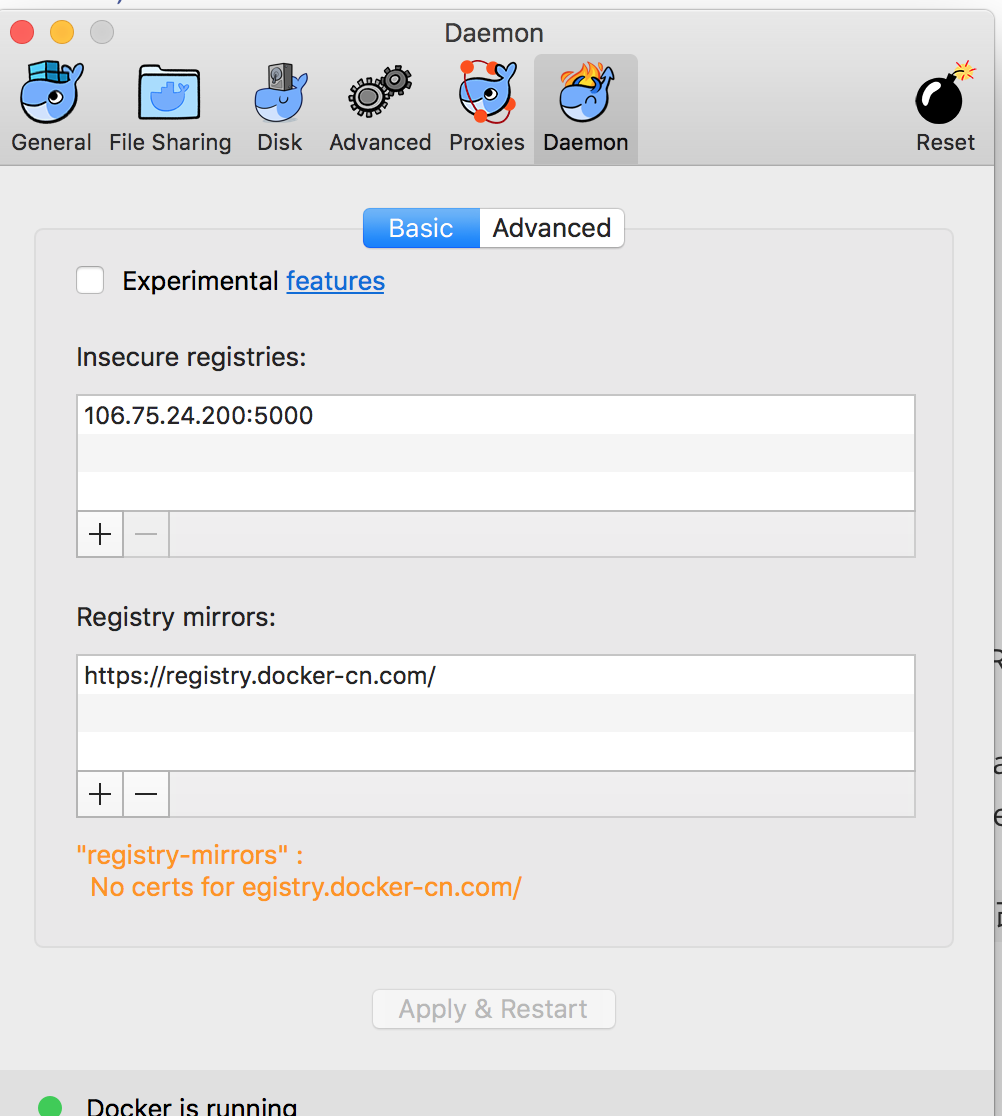 Daemon
General File Sharing Disk Advanced Proxies Daemon Reset
Basic Advanced
Experimental features
Insecure registries:
106.75.24.200:5000
Registry mirrors:
https://registry.docker-cn.com/
"registry-mirrors" :
No certs for egistry.docker-cn.com/
Apply & Restart
Docker is running